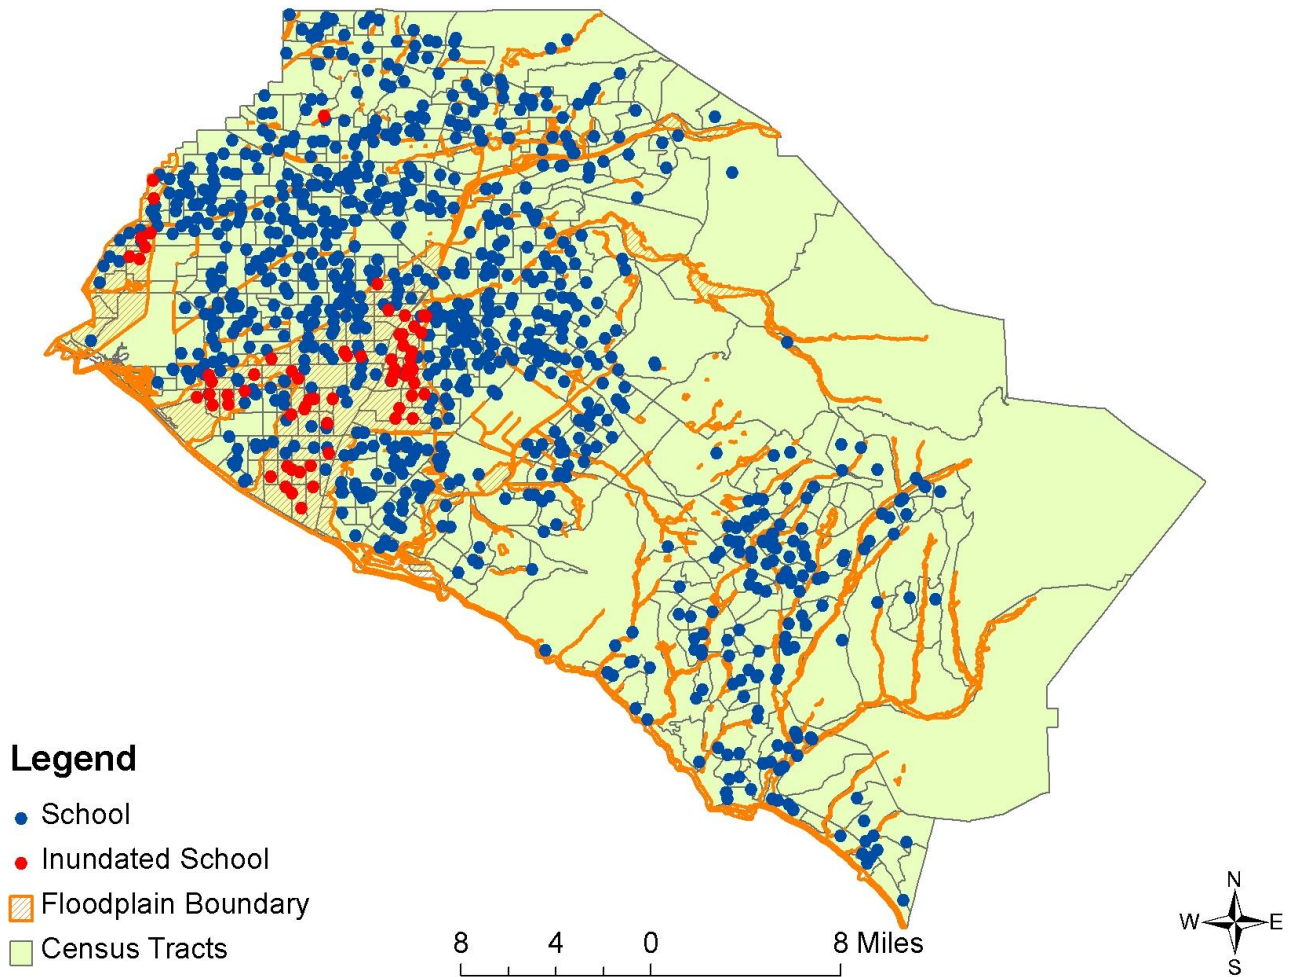 Legend
School
Inundated School
Floodplain Boundary
Census Tracts
8 4 0 8 Miles
N
W E
S